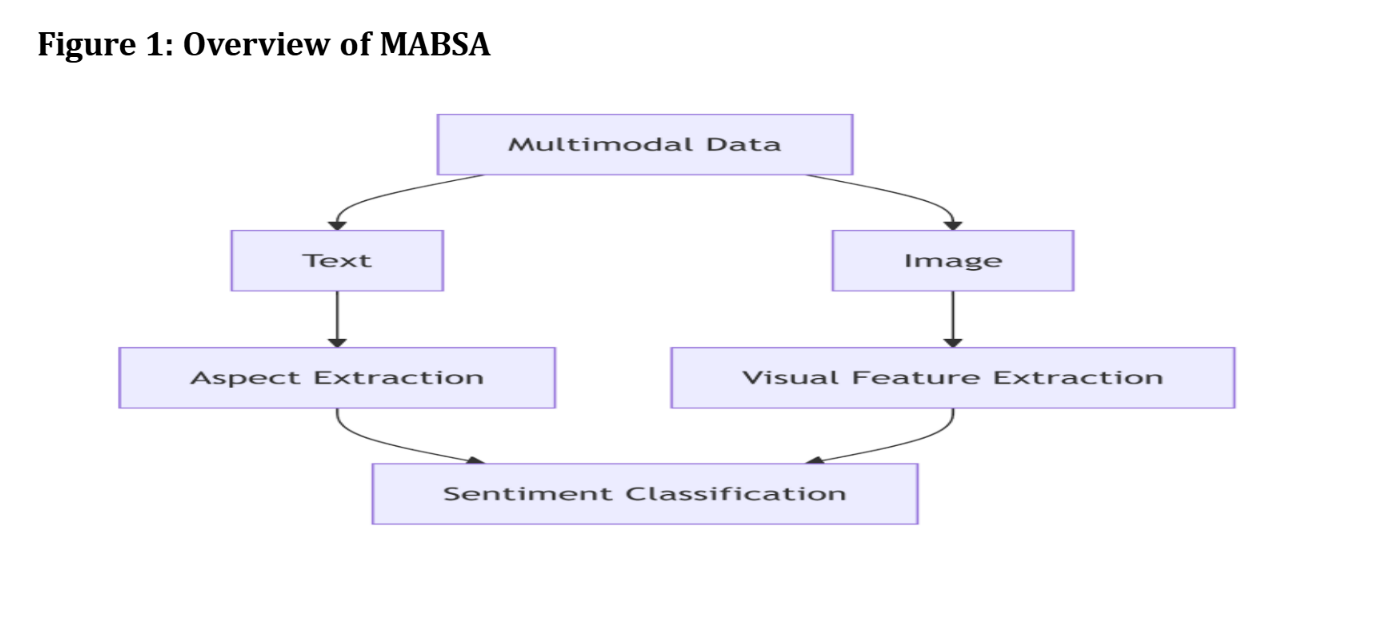 Figure 1: Overview of MABSA
Multimodal Data
Text
Image
Aspect Extraction
Visual Feature Extraction
Sentiment Classification